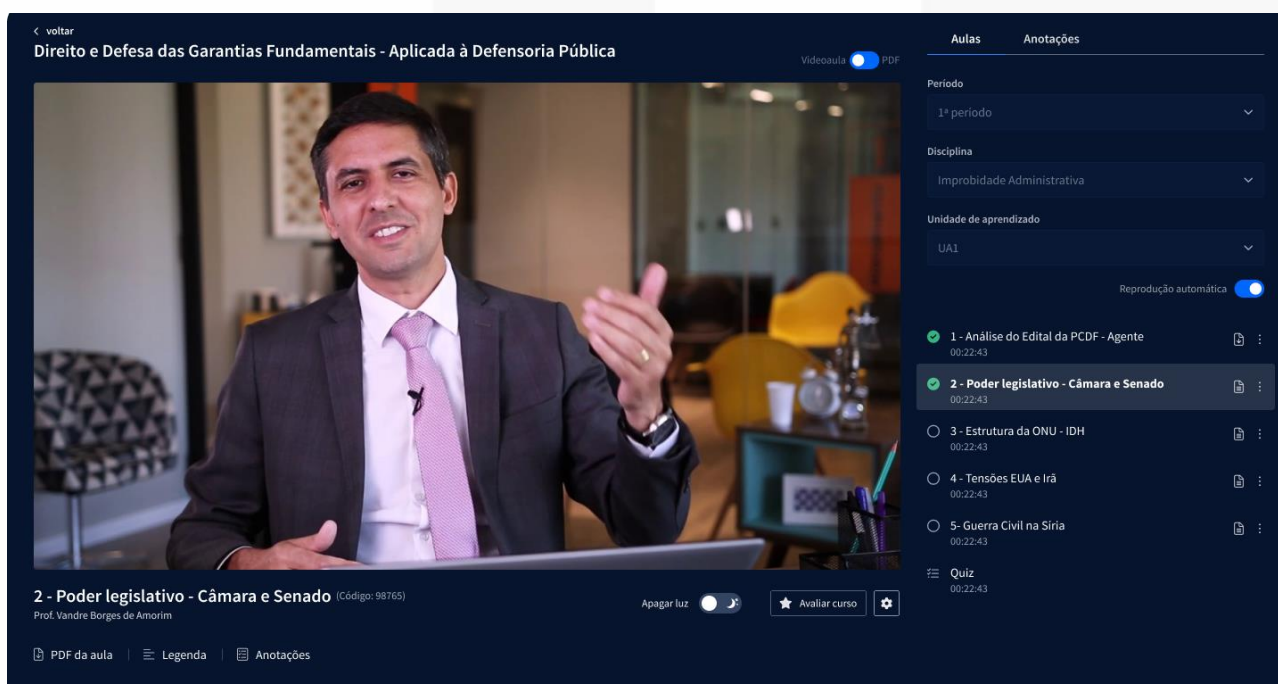 voltar
Direito e Defesa das Garantias Fundamentais - Aplicada à Defensoria Pública
Videoaula PDF
2 - Poder legislativo - Câmara e Senado (Código: 98765)
Prof. Vandre Borges de Amorim
Apagar luz
Avaliar curso
PDF da aula
Legenda
Anotações
Aulas Anotações
Período
1º periodo
Disciplina
Improbidade Administrativa
Unidade de aprendizado
UA1
Reprodução automática
1 - Análise do Edital da PCDF - Agente
00:22:43
2 - Poder legislativo - Câmara e Senado
00:22:43
3 - Estrutura da ONU - IDH
00:22:43
4 - Tensões EUA e Irã
00:22:43
5- Guerra Civil na Síria
00:22:43
Quiz
00:22:43